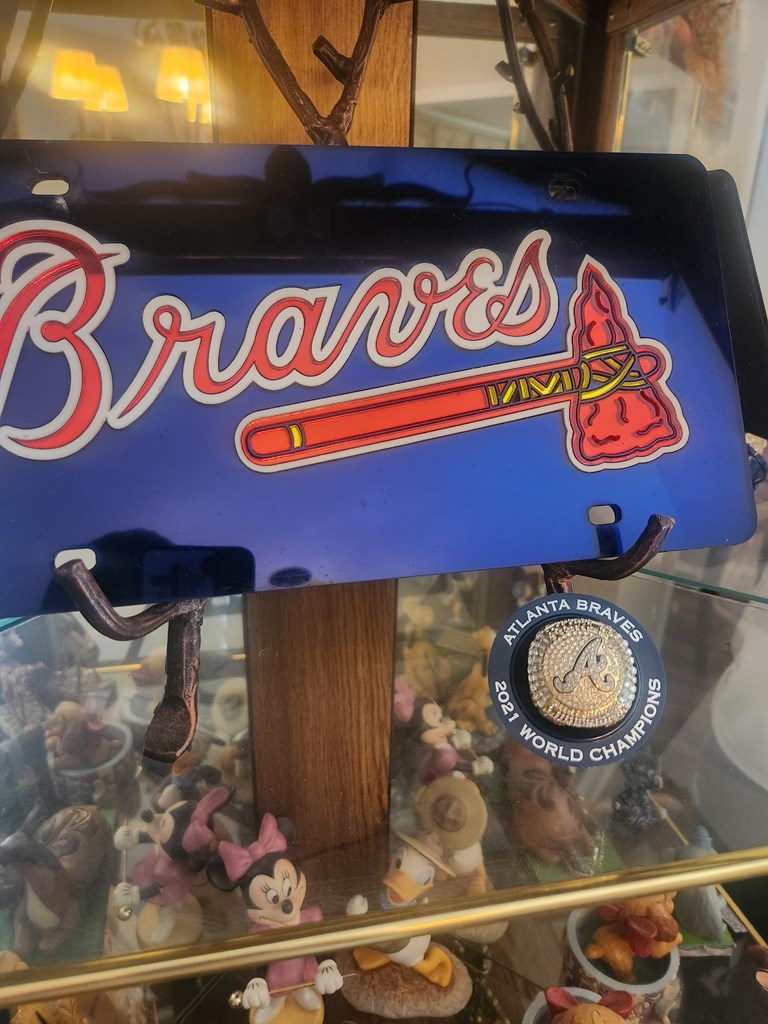 Braves
ATLANTA BRAVES
A
2021 WORLD CHAMPIONS